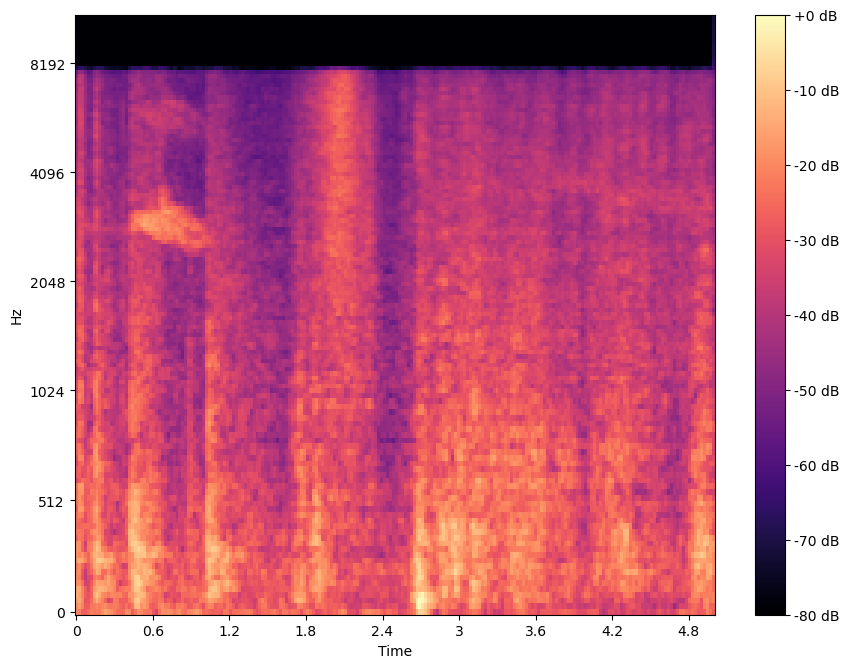 +0 dB
8192
-10 dB
4096
-20 dB
-30 dB
2048
Hz
-40 dB
1024
-50 dB
512
-60 dB
-70 dB
0
-80 dB
0 0.6 1.2 1.8 2.4 3 3.6 4.2 4.8
Time